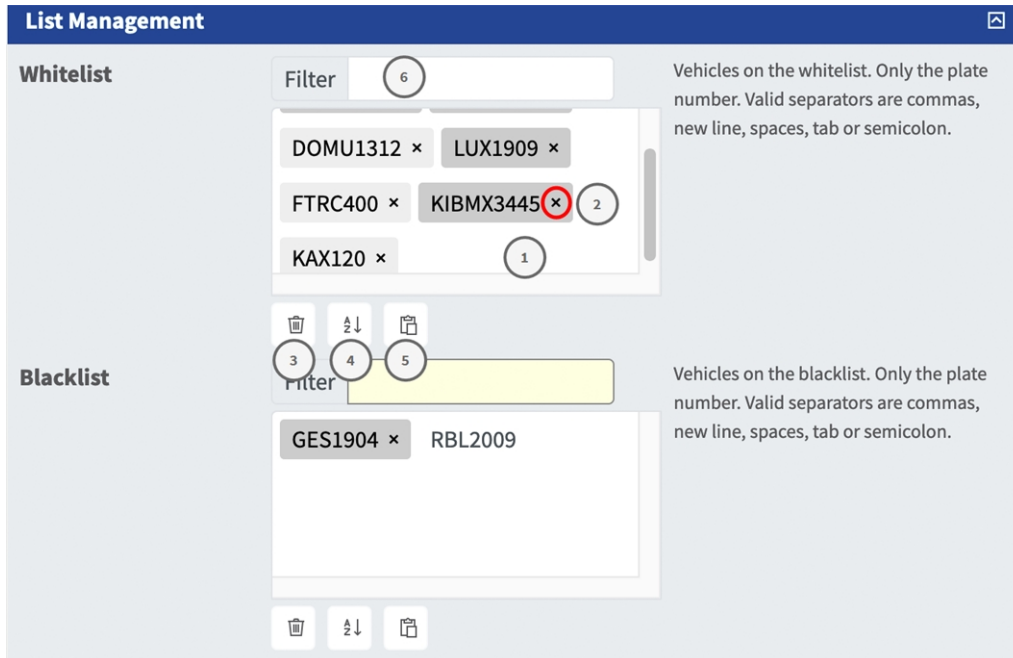 List Management
Whitelist
Filter
6
Vehicles on the whitelist. Only the plate
number. Valid separators are commas,
new line, spaces, tab or semicolon.
DOMU1312 × LUX1909 ×
FTRC400 × KIBMX3445 × 2
KAX120 × 1
A
Z
3 4 5
Blacklist
Filter
Vehicles on the blacklist. Only the plate
number. Valid separators are commas,
new line, spaces, tab or semicolon.
GES1904 × RBL2009
A
Z